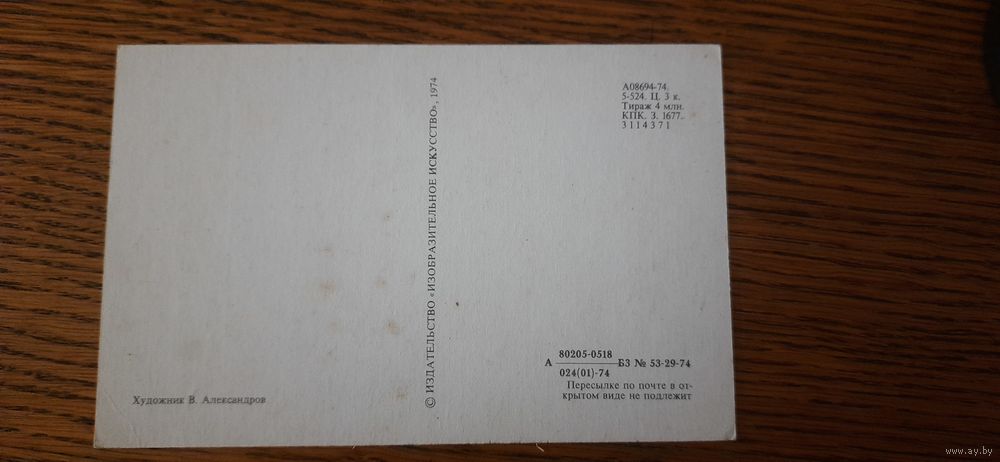 А08694-74.
5-524. Ц. 3 к.
Тираж 4 млн.
КПК. З. 1677.
3114371
© ИЗДАТЕЛЬСТВО «ИЗОБРАЗИТЕЛЬНОЕ ИСКУССТВО», 1974
80205-0518
А БЗ № 53-29-74
024(01)-74
Пересылке по почте в от-
крытом виде не подлежит
Художник В. Александров
www.ay.by